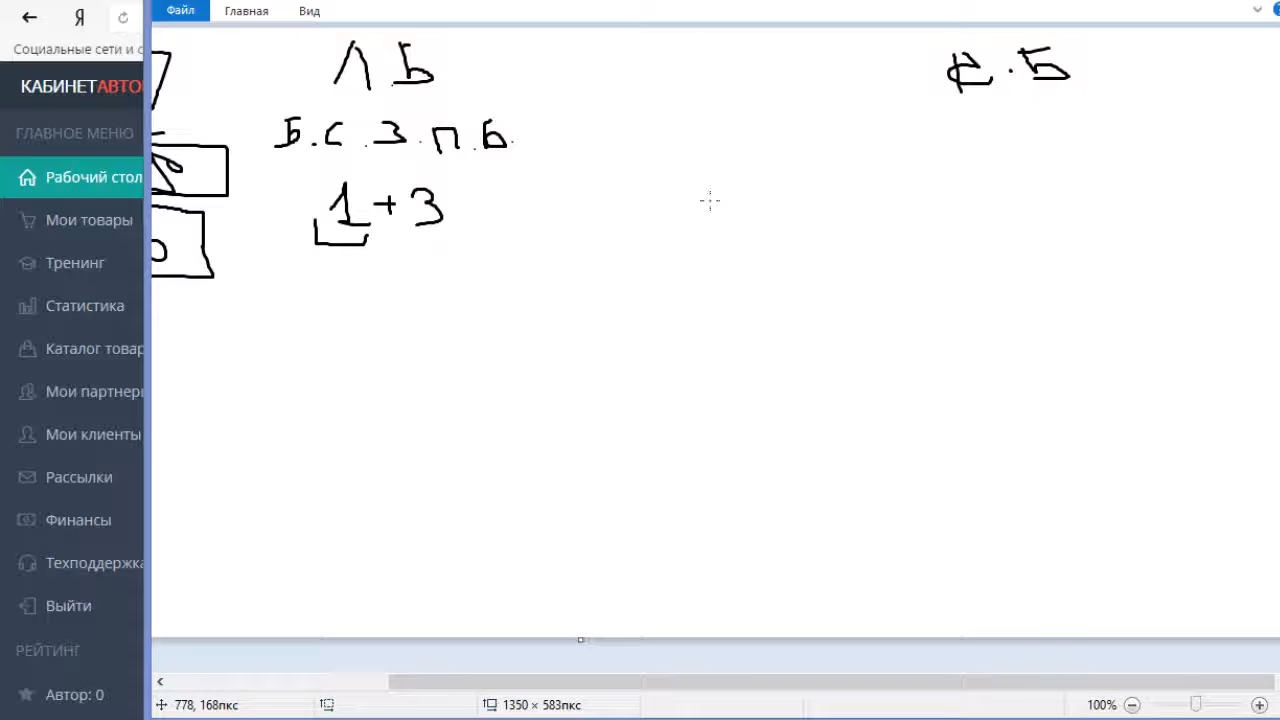 Файл Главная Вид
Я
Социальные сети и с
КАБИНЕТАВТО
ГЛАВНОЕ МЕНЮ
Рабочий стол
Мои товары
Тренинг
Статистика
Каталог товар
Мои партнер
Мои клиенты
Рассылки
Финансы
Техподдержка
Выйти
РЕЙТИНГ
Автор: 0
Л Б
Б.С.З.П.Б.
1+3
778, 168пкс
1350 × 583пкс
100%